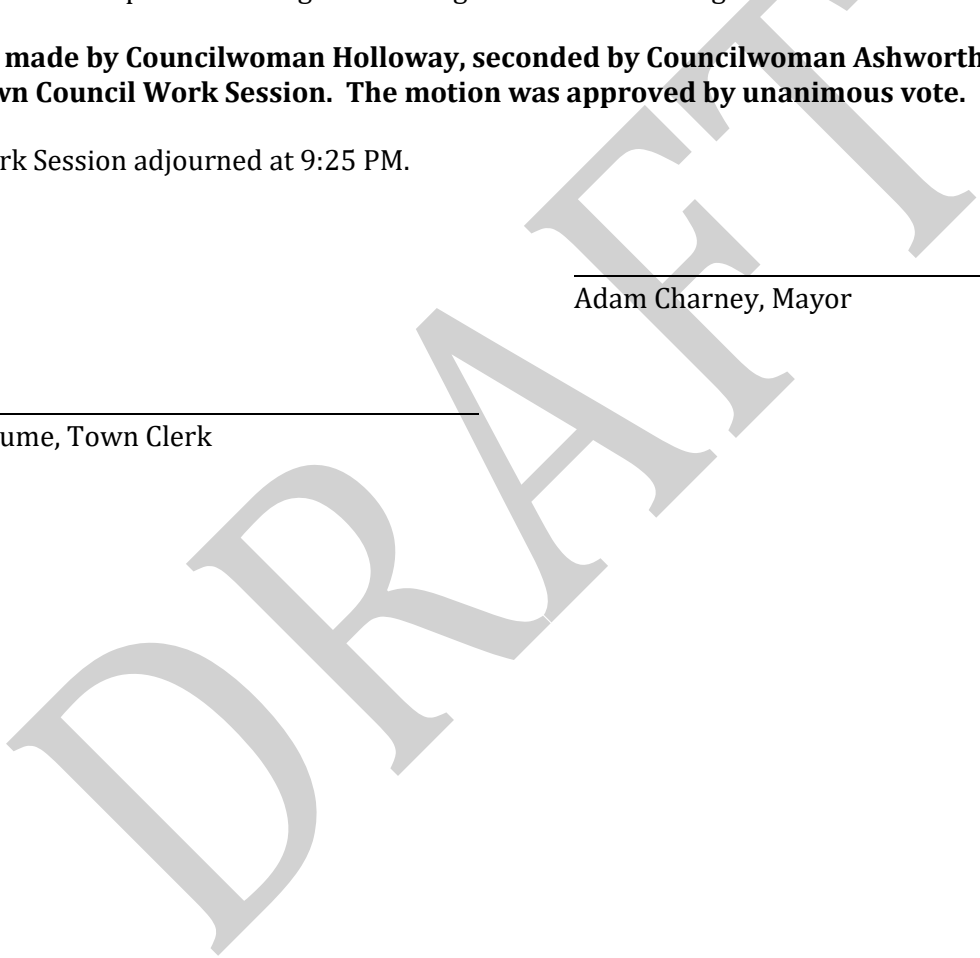 made by Councilwoman Holloway, seconded by Councilwoman Ashworth
wn Council Work Session.  The motion was approved by unanimous vote.
rk Session adjourned at 9:25 PM.
Adam Charney, Mayor
ume, Town Clerk
DRAFT